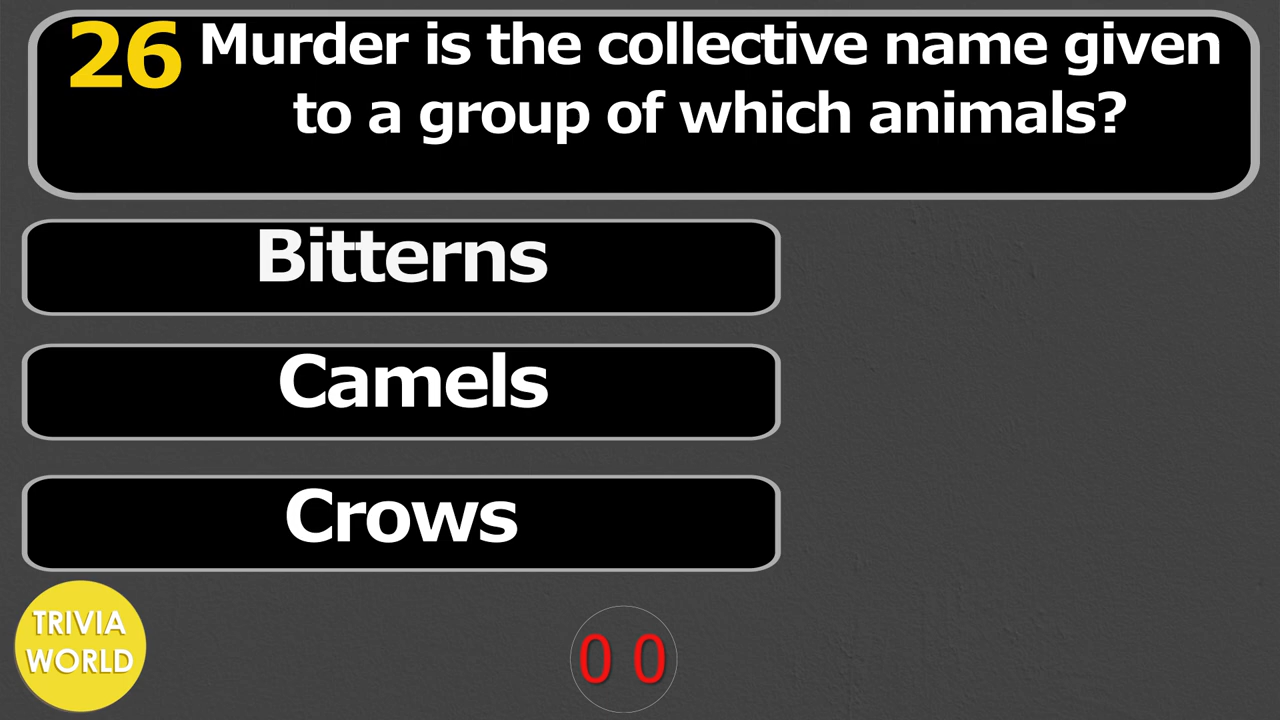 26 Murder is the collective name given
to a group of which animals?
Bitterns
Camels
Crows
TRIVIA
WORLD
0 0